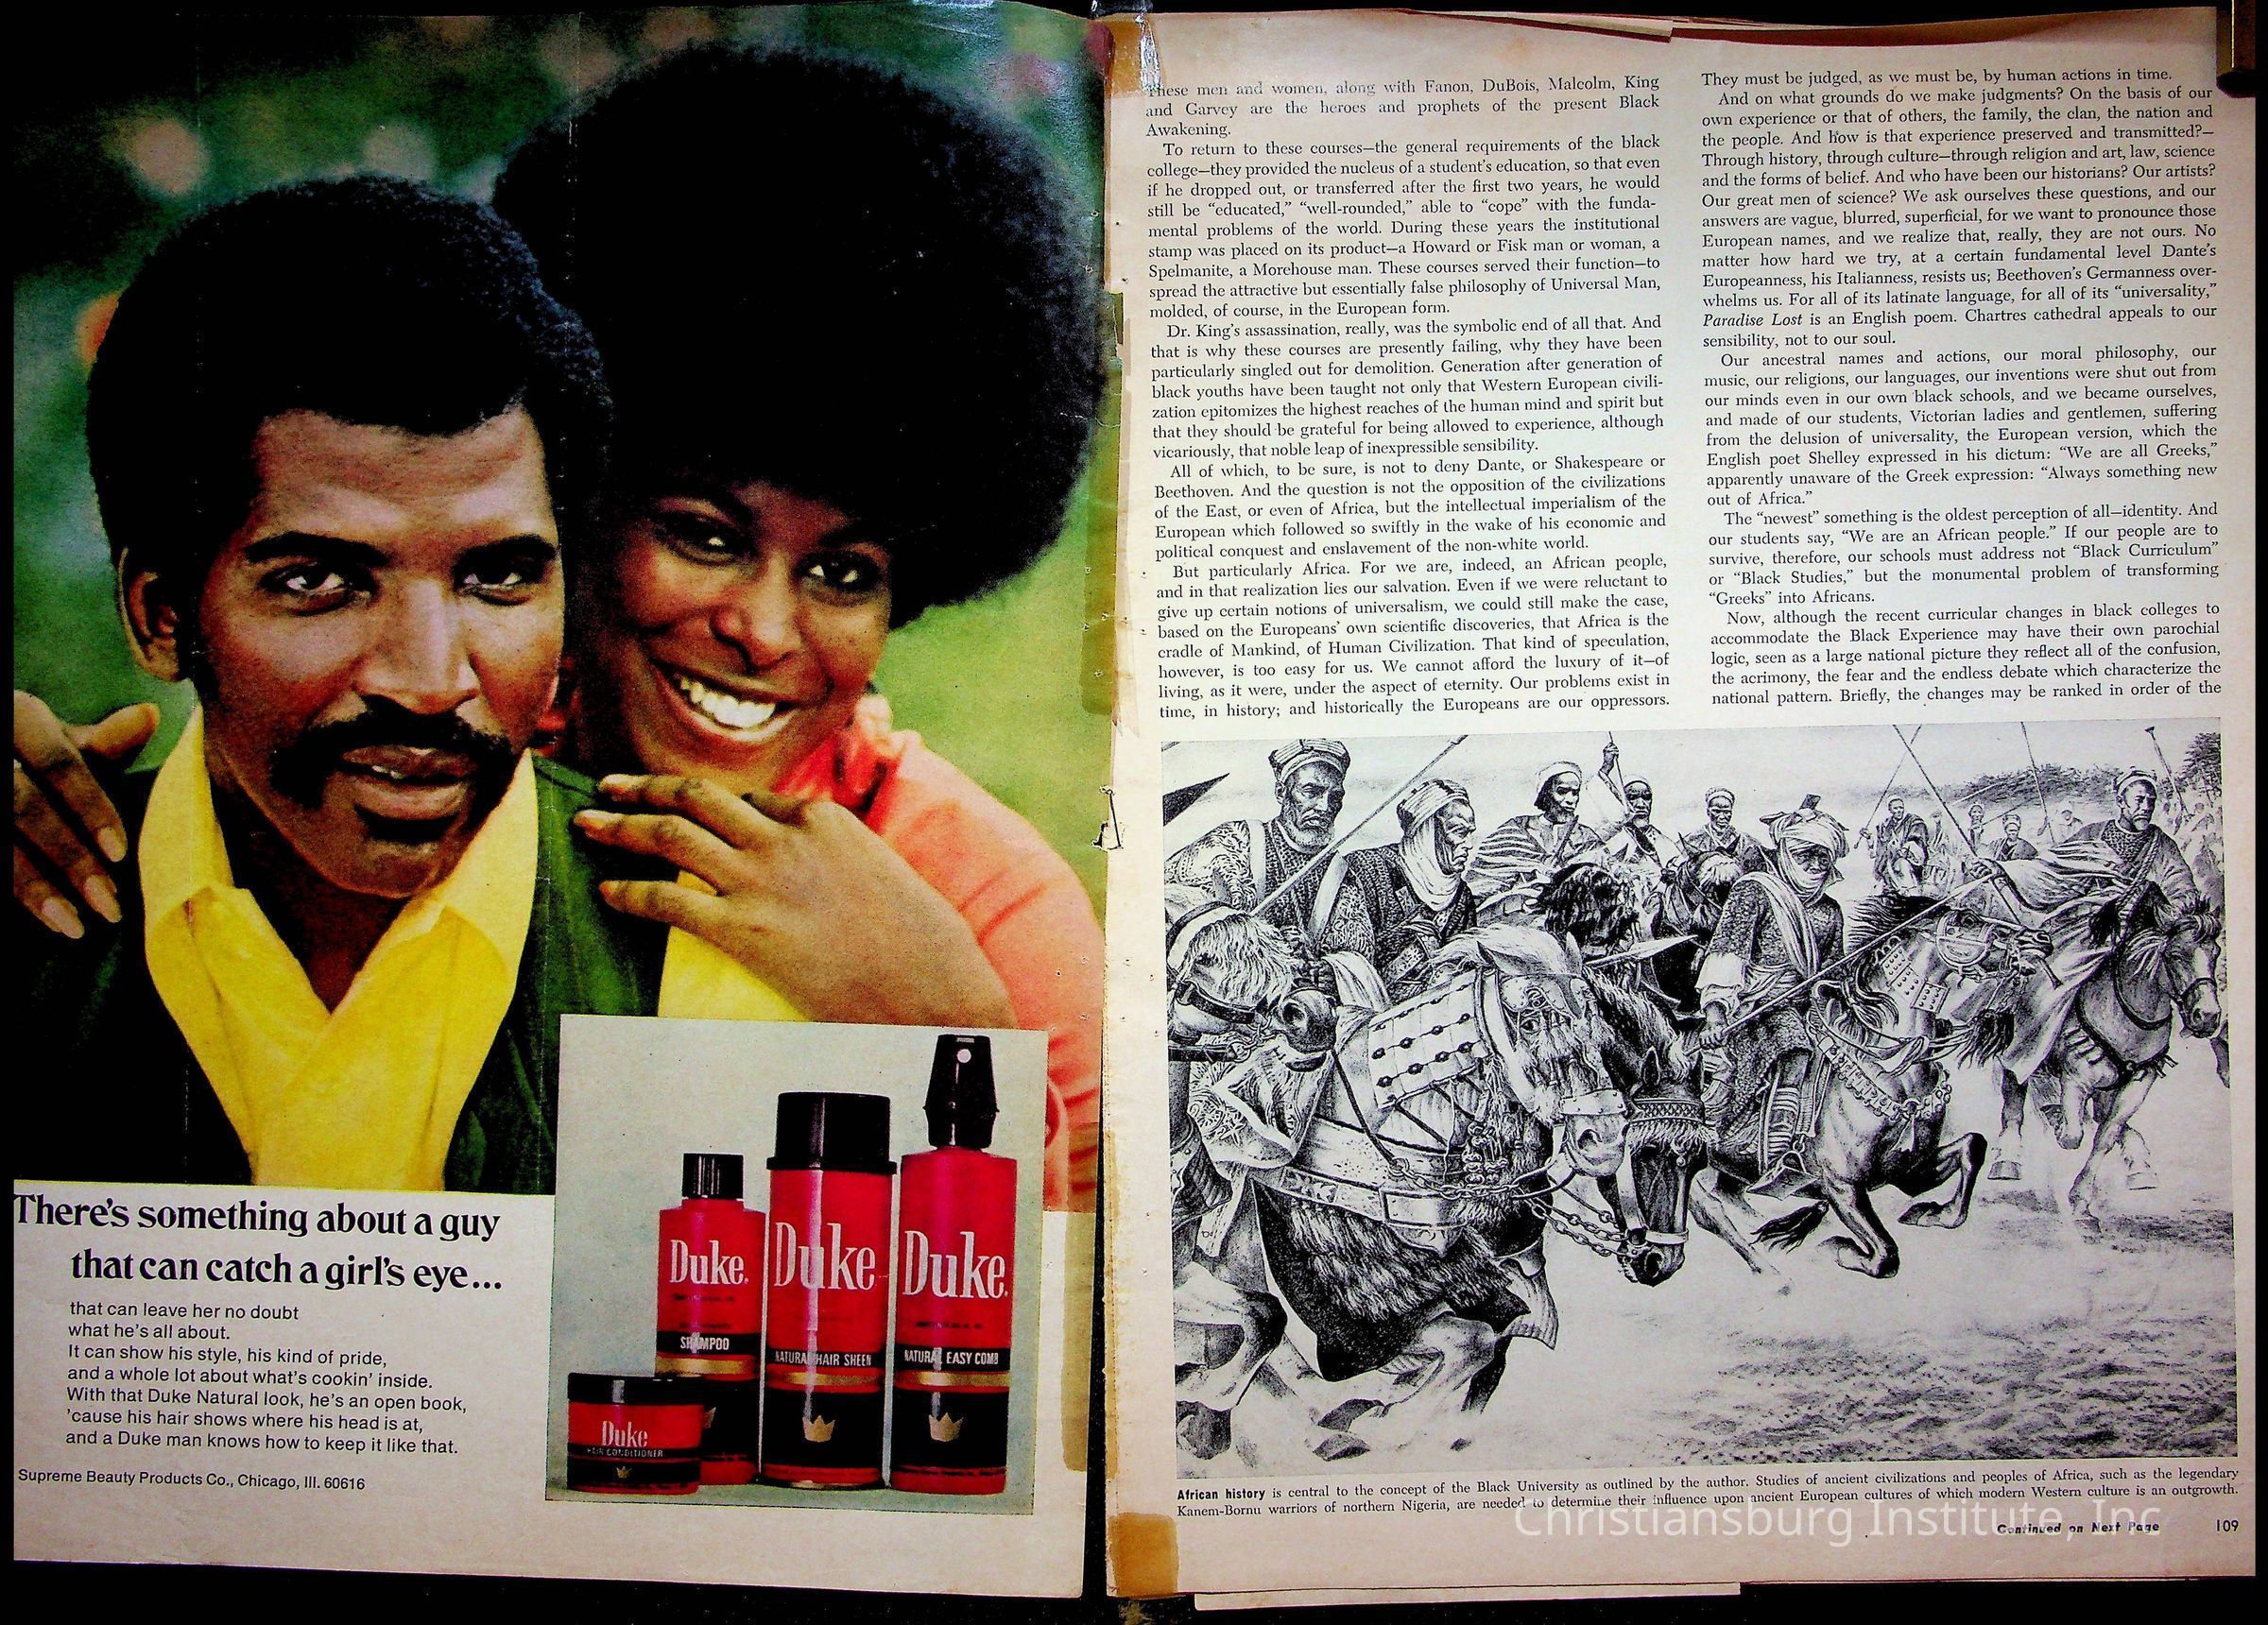 There's something about a guy
that can catch a girl's eye...
that can leave her no doubt
what he's all about.
It can show his style, his kind of pride,
and a whole lot about what's cookin' inside.
With that Duke Natural look, he's an open book,
'cause his hair shows where his head is at,
and a Duke man knows how to keep it like that.
Supreme Beauty Products Co., Chicago, Ill. 60616
Duke
SHAMPOO
Duke
NATURAL HAIR SHEEN
Duke
NATURAL EASY COMB
Duke
HAIR CONDITIONER
These men and women, along with Fanon, DuBois, Malcolm, King
and Garvey are the heroes and prophets of the present Black
Awakening.
To return to these courses—the general requirements of the black
college—they provided the nucleus of a student's education, so that even
if he dropped out, or transferred after the first two years, he would
still be “educated,” “well-rounded,” able to “cope” with the funda-
mental problems of the world. During these years the institutional
stamp was placed on its product—a Howard or Fisk man or woman, a
Spelmanite, a Morehouse man. These courses served their function—to
spread the attractive but essentially false philosophy of Universal Man,
molded, of course, in the European form.
Dr. King's assassination, really, was the symbolic end of all that. And
that is why these courses are presently failing, why they have been
particularly singled out for demolition. Generation after generation of
black youths have been taught not only that Western European civili-
zation epitomizes the highest reaches of the human mind and spirit but
that they should be grateful for being allowed to experience, although
vicariously, that noble leap of inexpressible sensibility.
All of which, to be sure, is not to deny Dante, or Shakespeare or
Beethoven. And the question is not the opposition of the civilizations
of the East, or even of Africa, but the intellectual imperialism of the
European which followed so swiftly in the wake of his economic and
political conquest and enslavement of the non-white world.
But particularly Africa. For we are, indeed, an African people,
and in that realization lies our salvation. Even if we were reluctant to
give up certain notions of universalism, we could still make the case,
based on the Europeans' own scientific discoveries, that Africa is the
cradle of Mankind, of Human Civilization. That kind of speculation,
however, is too easy for us. We cannot afford the luxury of it—of
living, as it were, under the aspect of eternity. Our problems exist in
time, in history; and historically the Europeans are our oppressors.
They must be judged, as we must be, by human actions in time.
And on what grounds do we make judgments? On the basis of our
own experience or that of others, the family, the clan, the nation and
the people. And how is that experience preserved and transmitted?—
Through history, through culture—through religion and art, law, science
and the forms of belief. And who have been our historians? Our artists?
Our great men of science? We ask ourselves these questions, and our
answers are vague, blurred, superficial, for we want to pronounce those
European names, and we realize that, really, they are not ours. No
matter how hard we try, at a certain fundamental level Dante's
Europeanness, his Italianness, resists us; Beethoven's Germanness over-
whelms us. For all of its latinate language, for all of its “universality,”
Paradise Lost is an English poem. Chartres cathedral appeals to our
sensibility, not to our soul.
Our ancestral names and actions, our moral philosophy, our
music, our religions, our languages, our inventions were shut out from
our minds even in our own black schools, and we became ourselves,
and made of our students, Victorian ladies and gentlemen, suffering
from the delusion of universality, the European version, which the
English poet Shelley expressed in his dictum: “We are all Greeks,”
apparently unaware of the Greek expression: “Always something new
out of Africa.”
The “newest” something is the oldest perception of all—identity. And
our students say, “We are an African people.” If our people are to
survive, therefore, our schools must address not “Black Curriculum”
or “Black Studies,” but the monumental problem of transforming
“Greeks” into Africans.
Now, although the recent curricular changes in black colleges to
accommodate the Black Experience may have their own parochial
logic, seen as a large national picture they reflect all of the confusion,
the acrimony, the fear and the endless debate which characterize the
national pattern. Briefly, the changes may be ranked in order of the
African history is central to the concept of the Black University as outlined by the author. Studies of ancient civilizations and peoples of Africa, such as the legendary
Kanem-Bornu warriors of northern Nigeria, are needed to determine their influence upon ancient European cultures of which modern Western culture is an outgrowth.
Christiansburg Institute, Inc
Continued on Next Page 109